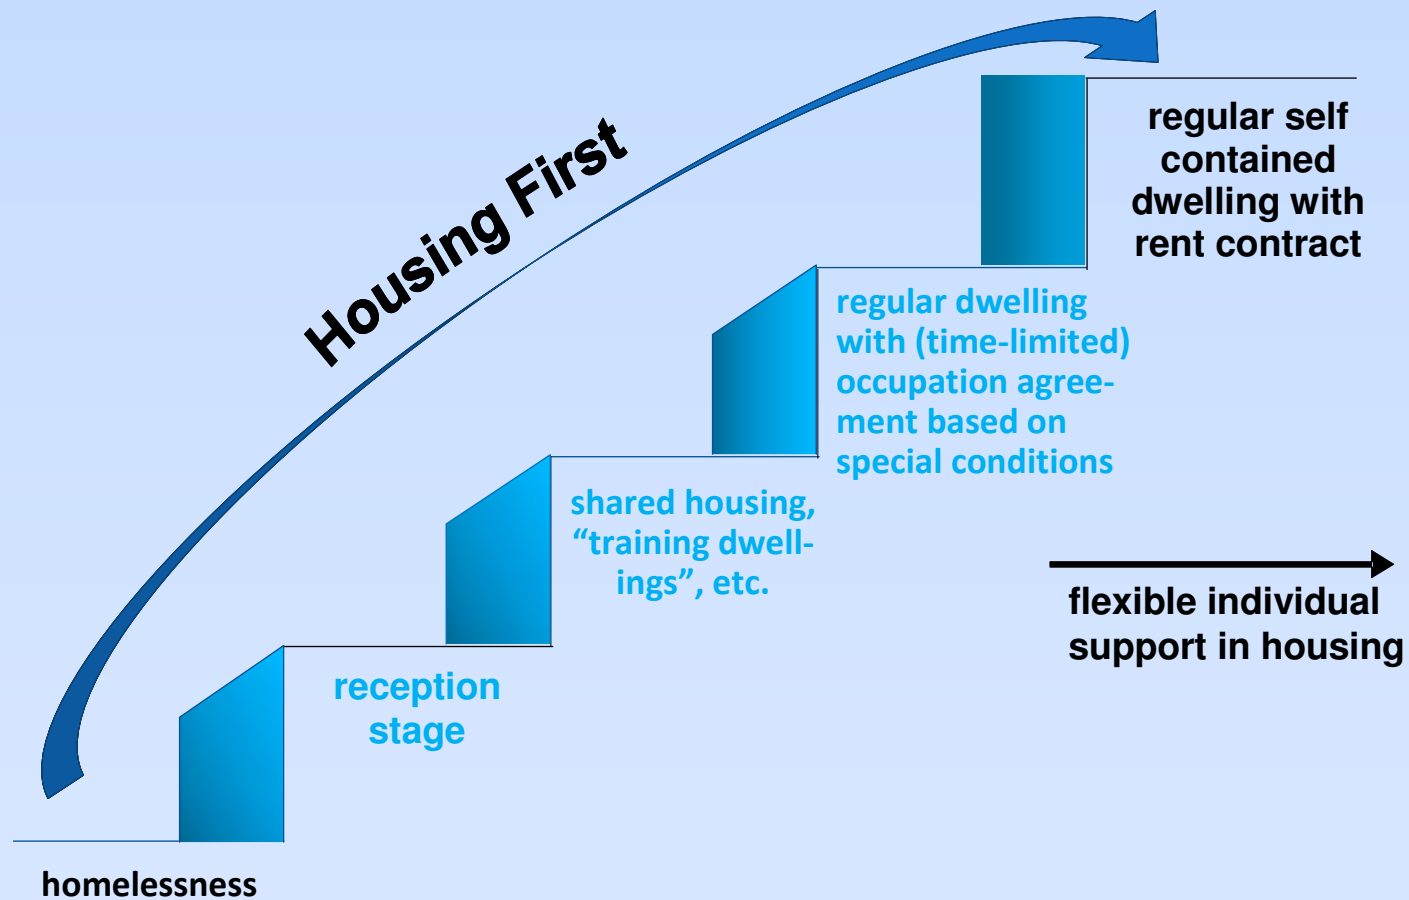 Housing First
regular self
contained
dwelling with
rent contract
regular dwelling
with (time-limited)
occupation agree-
ment based on
special conditions
shared housing,
“training dwell-
ings”, etc.
flexible individual
support in housing
reception
stage
homelessness